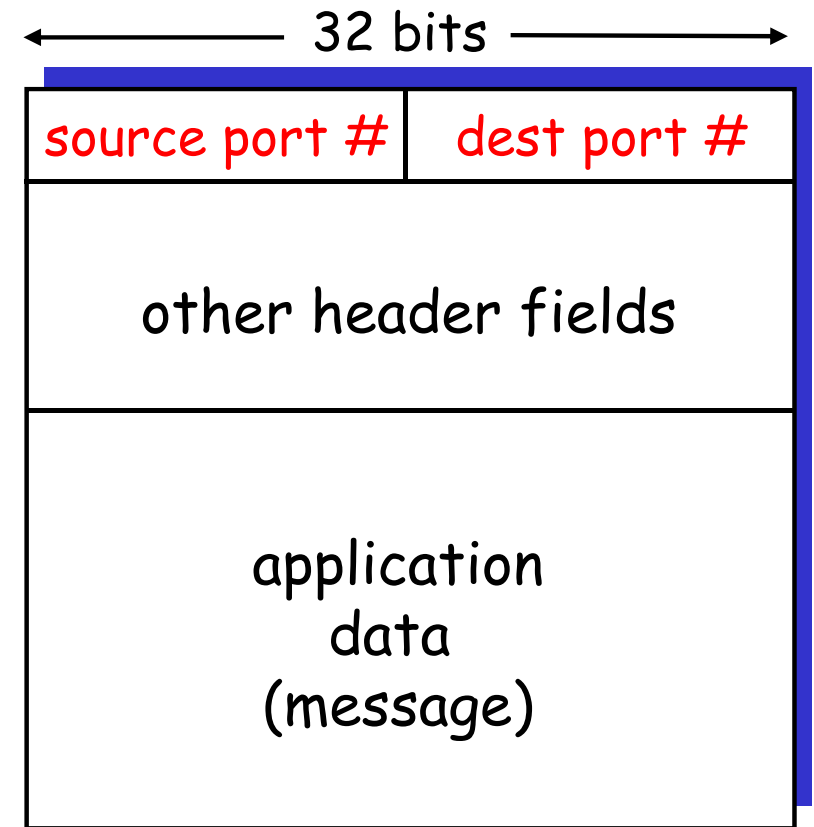 32 bits
source port # dest port #
other header fields
application
data
(message)